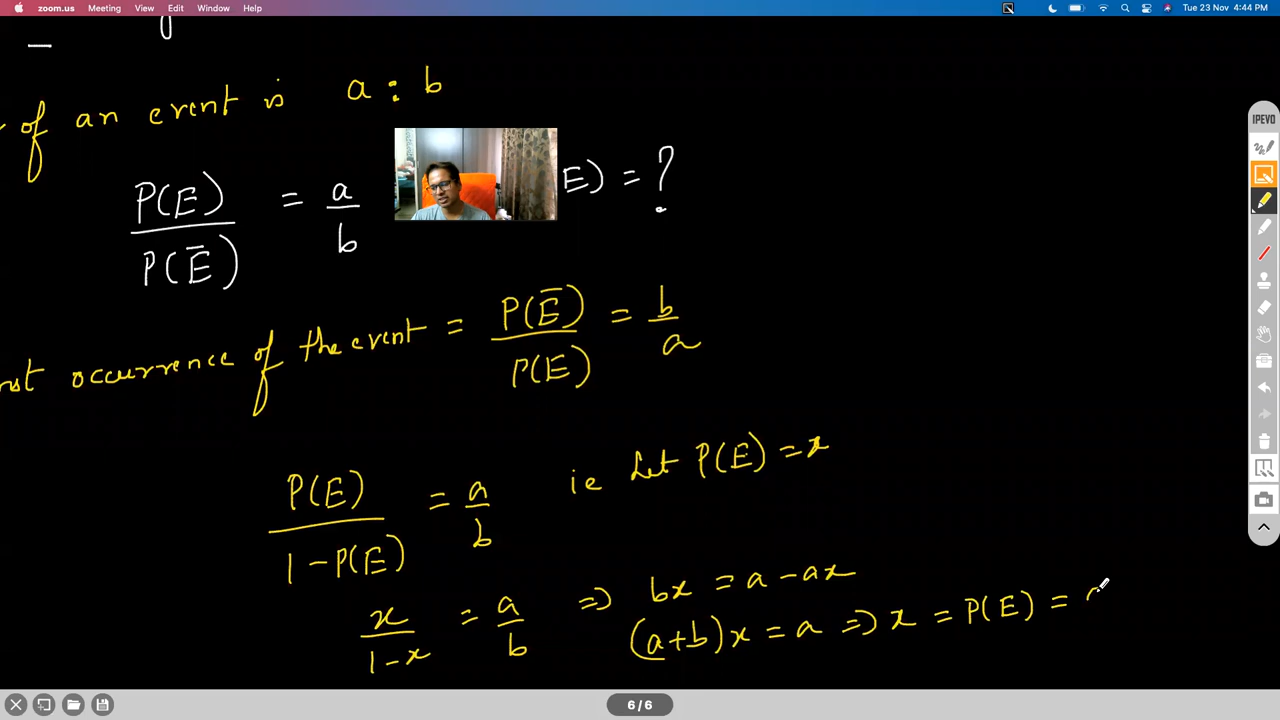 zoom.us Meeting View Edit Window Help Tue 23 Nov 4:44 PM
of an event is a : b
IPEVO
P(E) / P(E̅) = a / b E) = ?
not occurrence of the event = P(E̅) / P(E) = b / a
P(E) / 1 - P(E) = a / b ie Let P(E) = x
x / 1 - x = a / b => bx = a - ax
(a+b)x = a => x = P(E) =
6/6